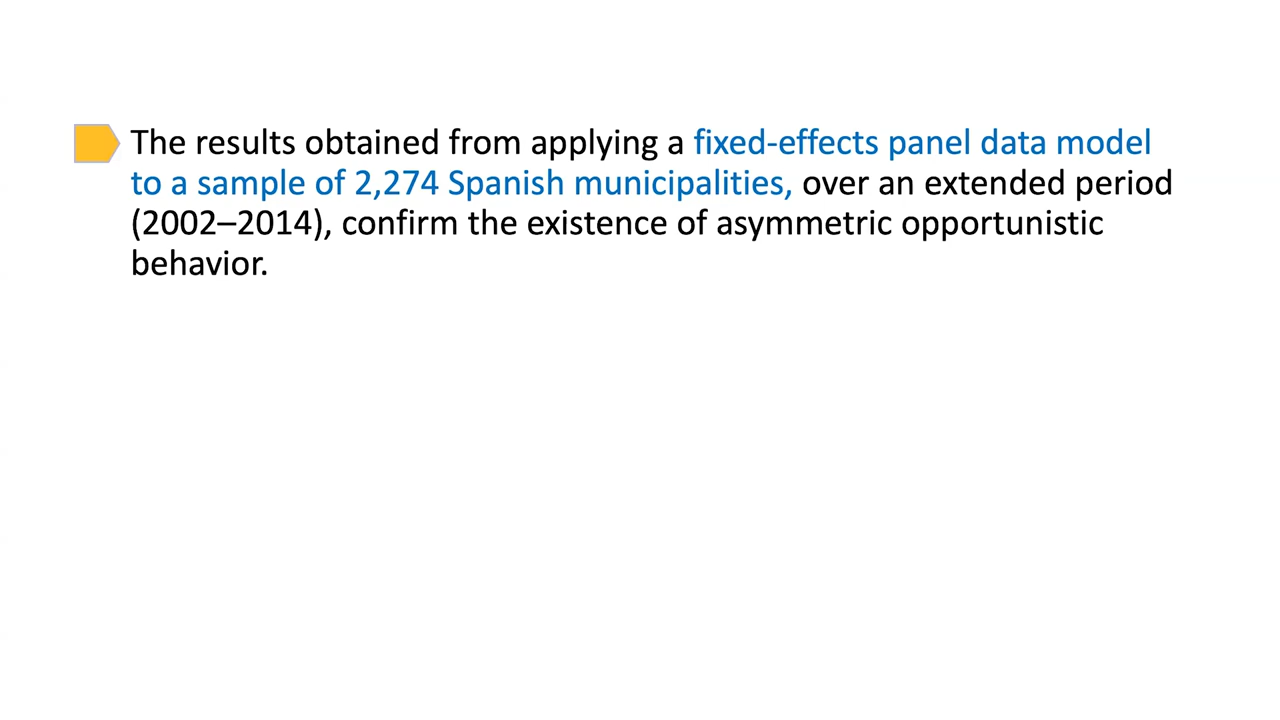 The results obtained from applying a fixed-effects panel data model
to a sample of 2,274 Spanish municipalities, over an extended period
(2002–2014), confirm the existence of asymmetric opportunistic
behavior.